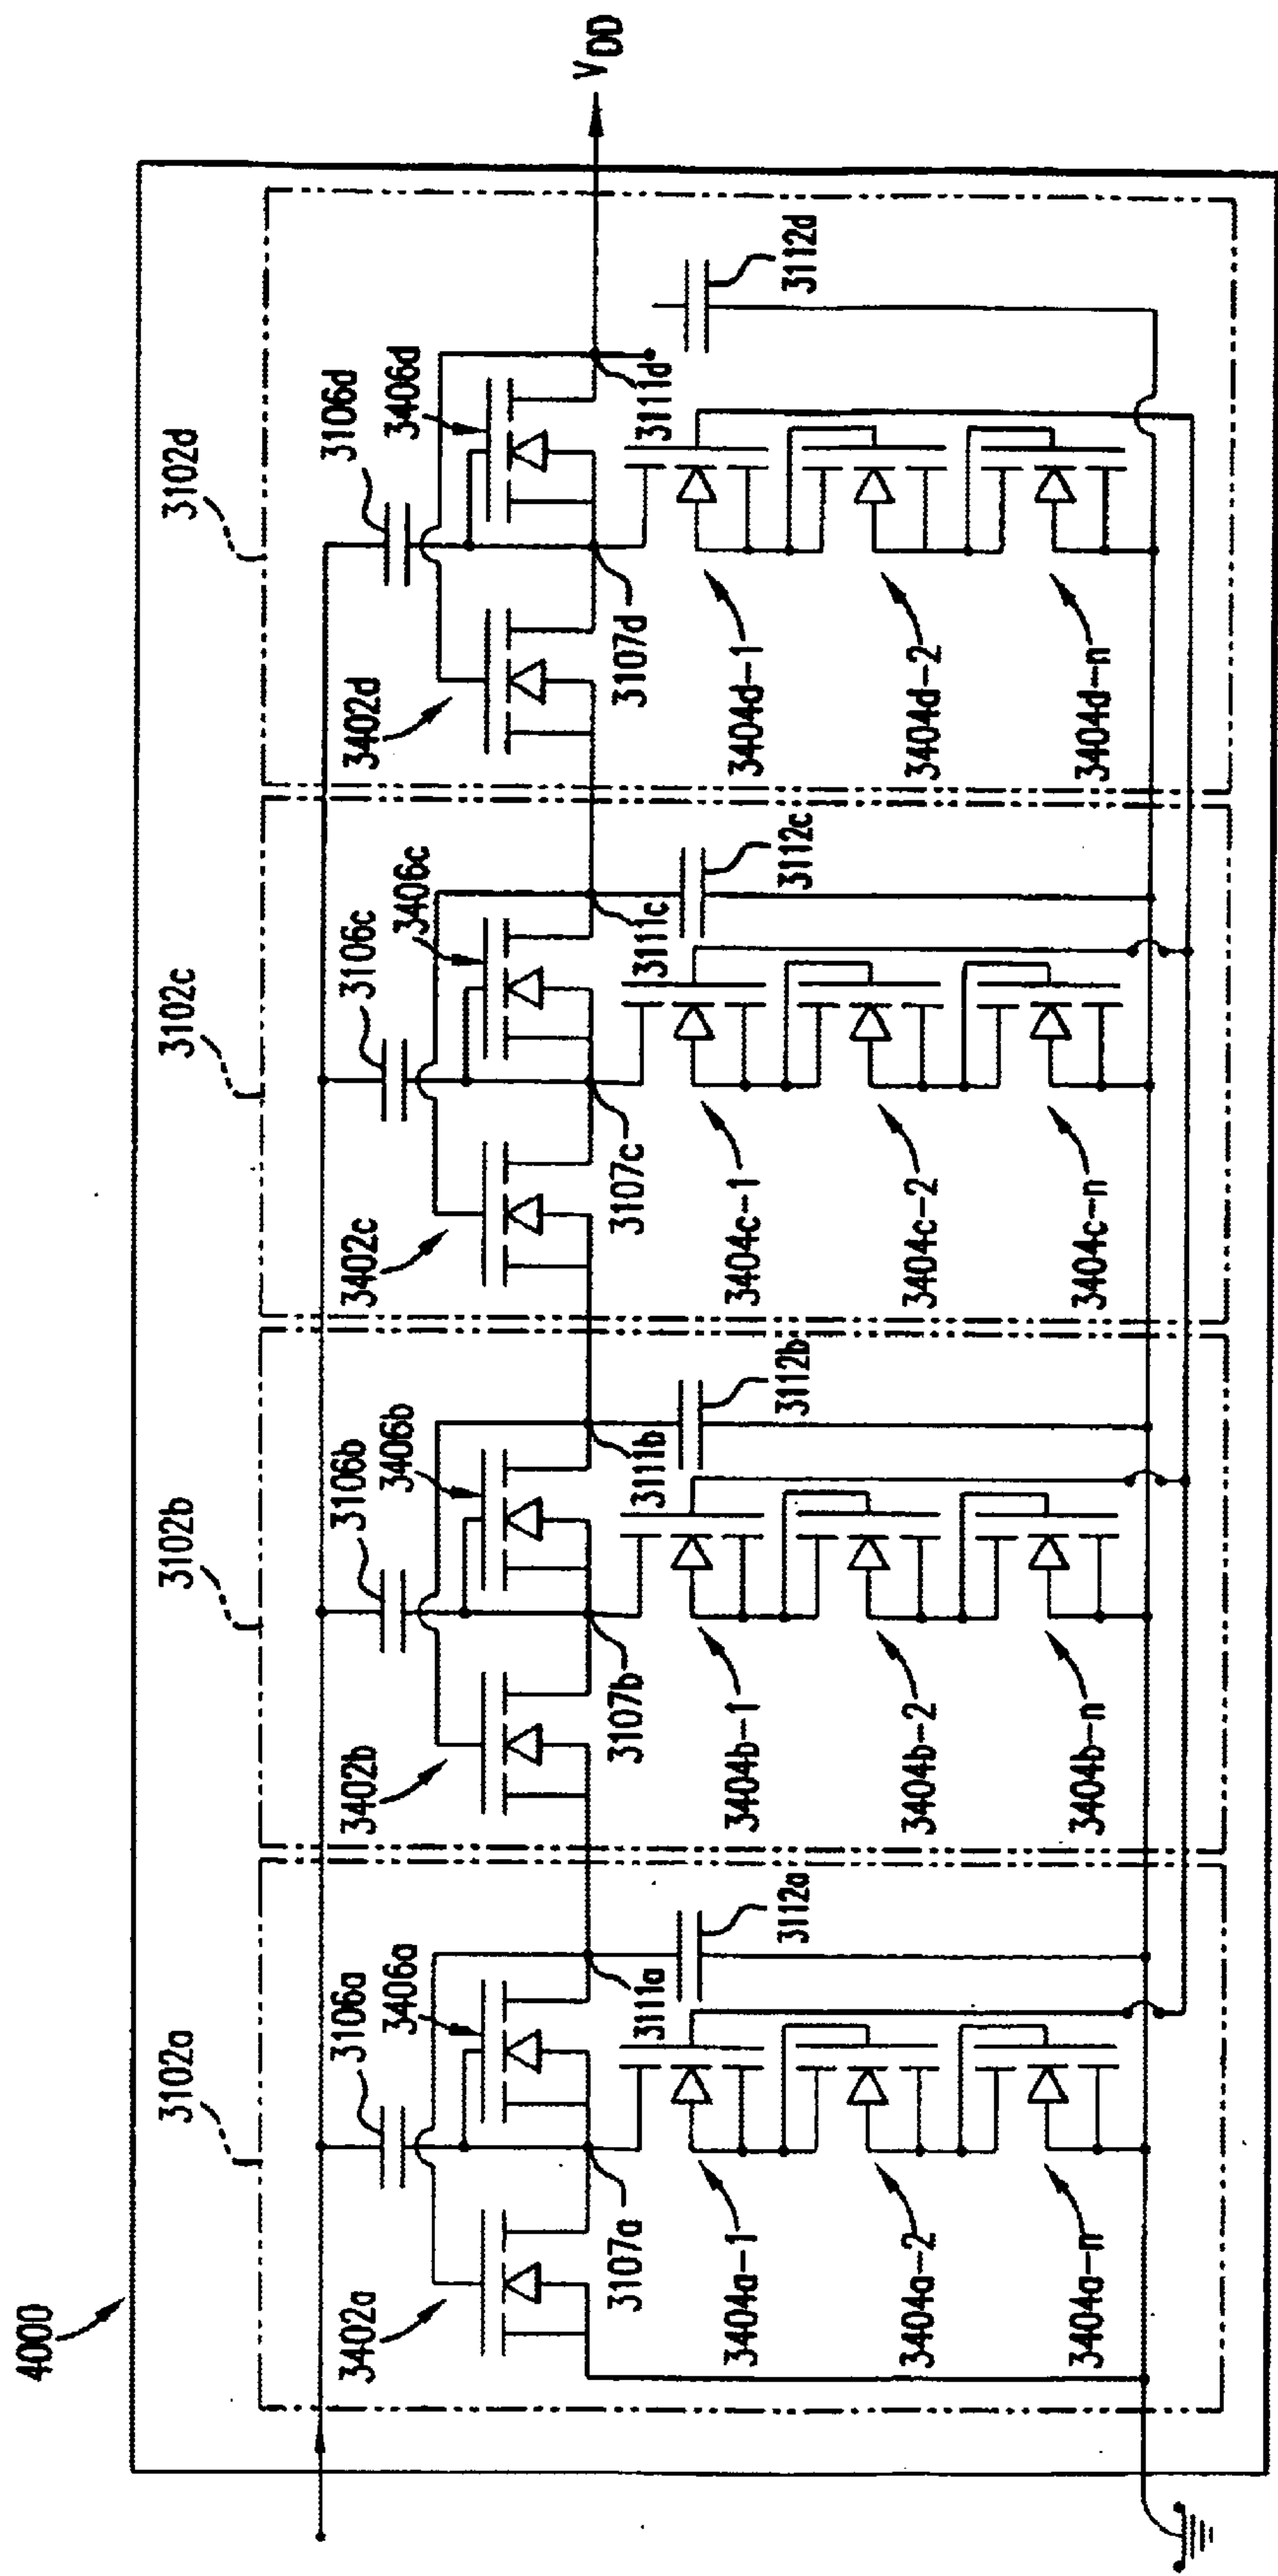 4000
3102a
3102b
3102c
3102d
3106a
3106b
3106c
3106d
3402a
3406a
3402b
3406b
3402c
3406c
3402d
3406d
V_DD
3107a
3111a
3107b
3111b
3107c
3111c
3107d
3111d
3112a
3112b
3112c
3112d
3404a-1
3404b-1
3404c-1
3404d-1
3404a-2
3404b-2
3404c-2
3404d-2
3404a-n
3404b-n
3404c-n
3404d-n